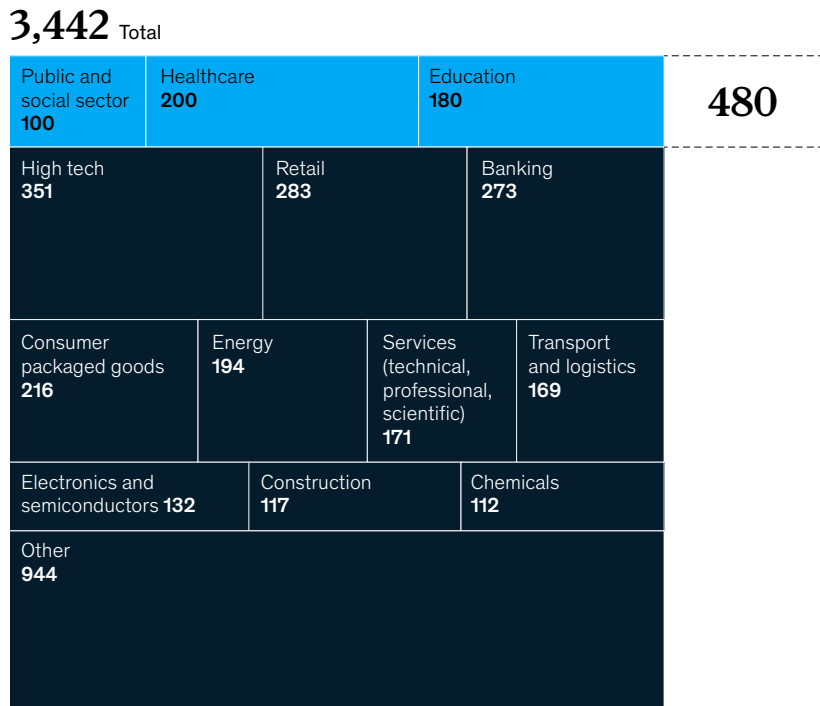 3,442 Total
Public and
social sector
100
Healthcare
200
Education
180
480
High tech
351
Retail
283
Banking
273
Consumer
packaged goods
216
Energy
194
Services
(technical,
professional,
scientific)
171
Transport
and logistics
169
Electronics and
semiconductors 132
Construction
117
Chemicals
112
Other
944